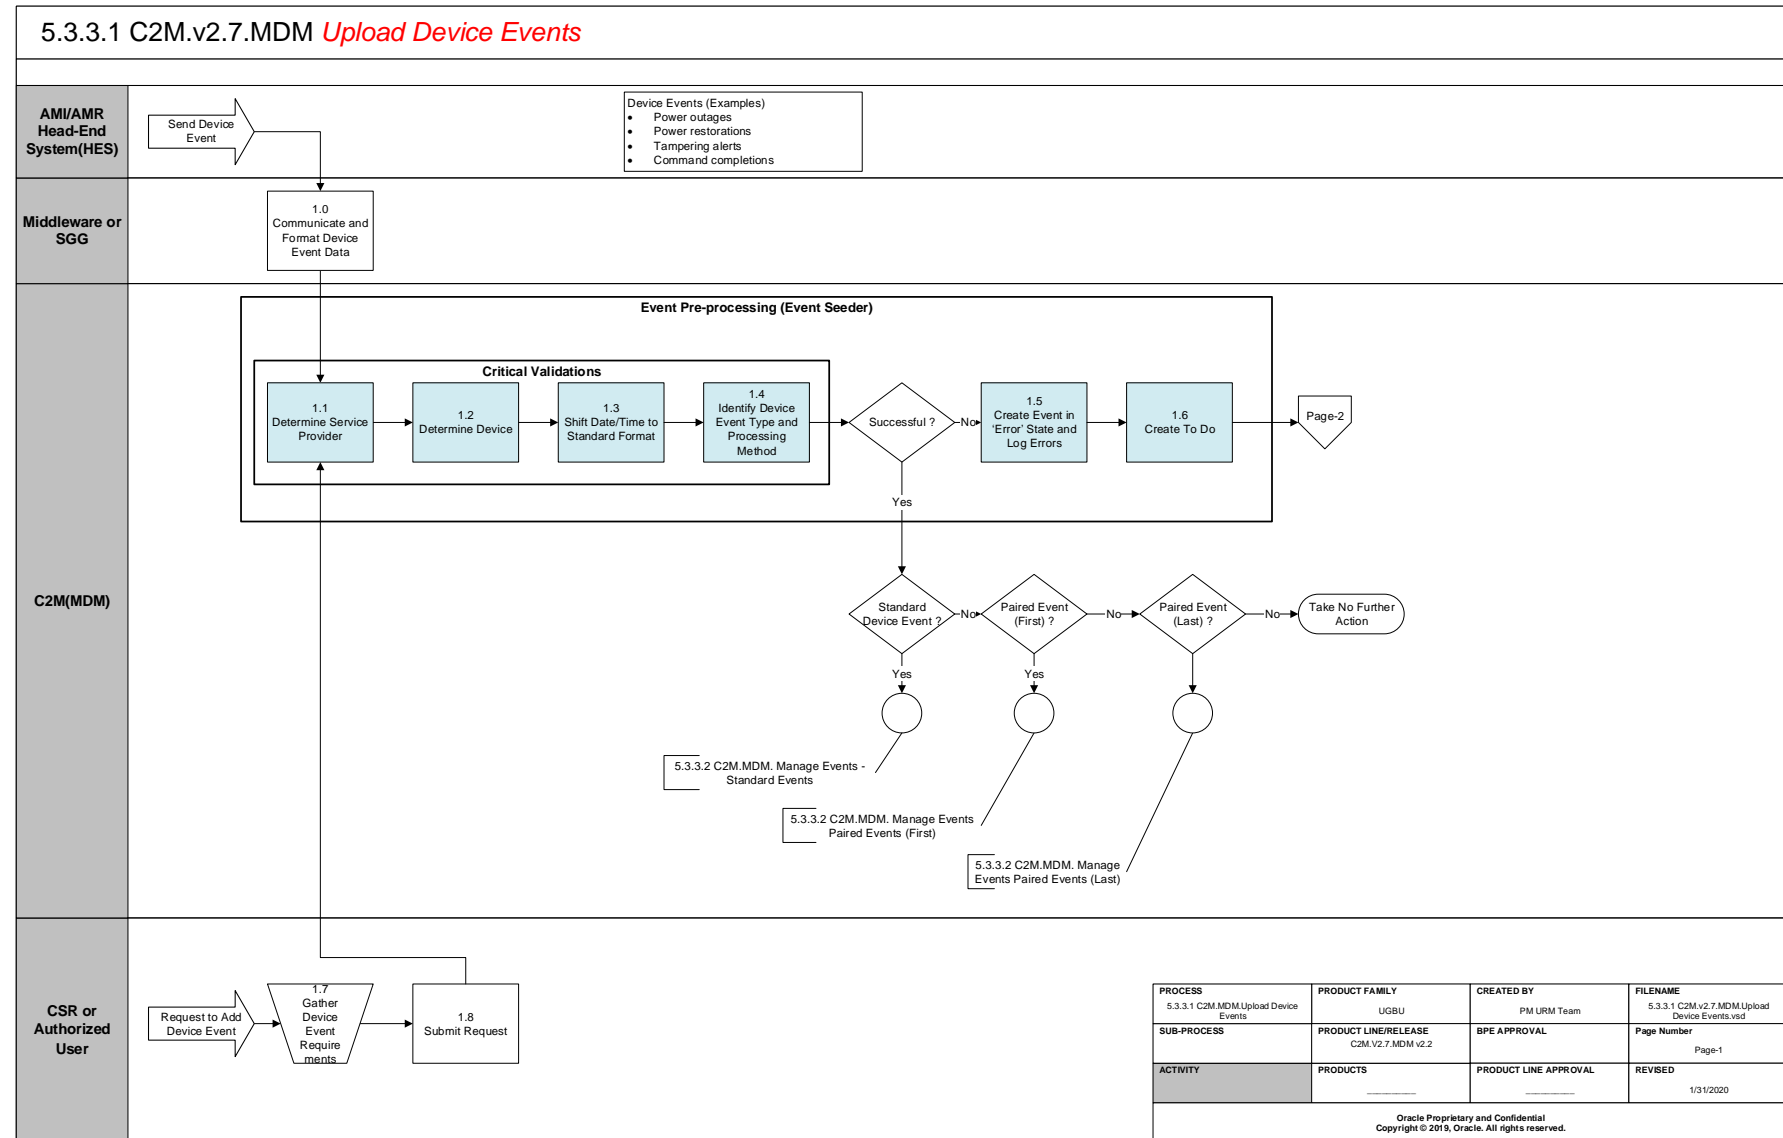 5.3.3.1 C2M.v2.7.MDM Upload Device Events
AMI/AMR
Head-End
System(HES)
Send Device
Event
Device Events (Examples)
• Power outages
• Power restorations
• Tampering alerts
• Command completions
Middleware or
SGG
1.0
Communicate and
Format Device
Event Data
C2M(MDM)
Event Pre-processing (Event Seeder)
Critical Validations
1.1
Determine Service
Provider
1.2
Determine Device
1.3
Shift Date/Time to
Standard Format
1.4
Identify Device
Event Type and
Processing
Method
Successful ?
No
1.5
Create Event in
'Error' State and
Log Errors
1.6
Create To Do
Page-2
Yes
Standard
Device Event ?
No
Paired Event
(First) ?
No
Paired Event
(Last) ?
No
Take No Further
Action
Yes
Yes
5.3.3.2 C2M.MDM. Manage Events -
Standard Events
5.3.3.2 C2M.MDM. Manage Events
Paired Events (First)
5.3.3.2 C2M.MDM. Manage
Events Paired Events (Last)
CSR or
Authorized
User
Request to Add
Device Event
1.7
Gather
Device
Event
Require
ments
1.8
Submit Request
PROCESS
5.3.3.1 C2M.MDM.Upload Device
Events
PRODUCT FAMILY
UGBU
CREATED BY
PM URM Team
FILENAME
5.3.3.1 C2M.v2.7.MDM.Upload
Device Events.vsd
SUB-PROCESS
PRODUCT LINE/RELEASE
C2M.V2.7.MDM v2.2
BPE APPROVAL
Page Number
Page-1
ACTIVITY
PRODUCTS
PRODUCT LINE APPROVAL
REVISED
1/31/2020
Oracle Proprietary and Confidential
Copyright © 2019, Oracle. All rights reserved.